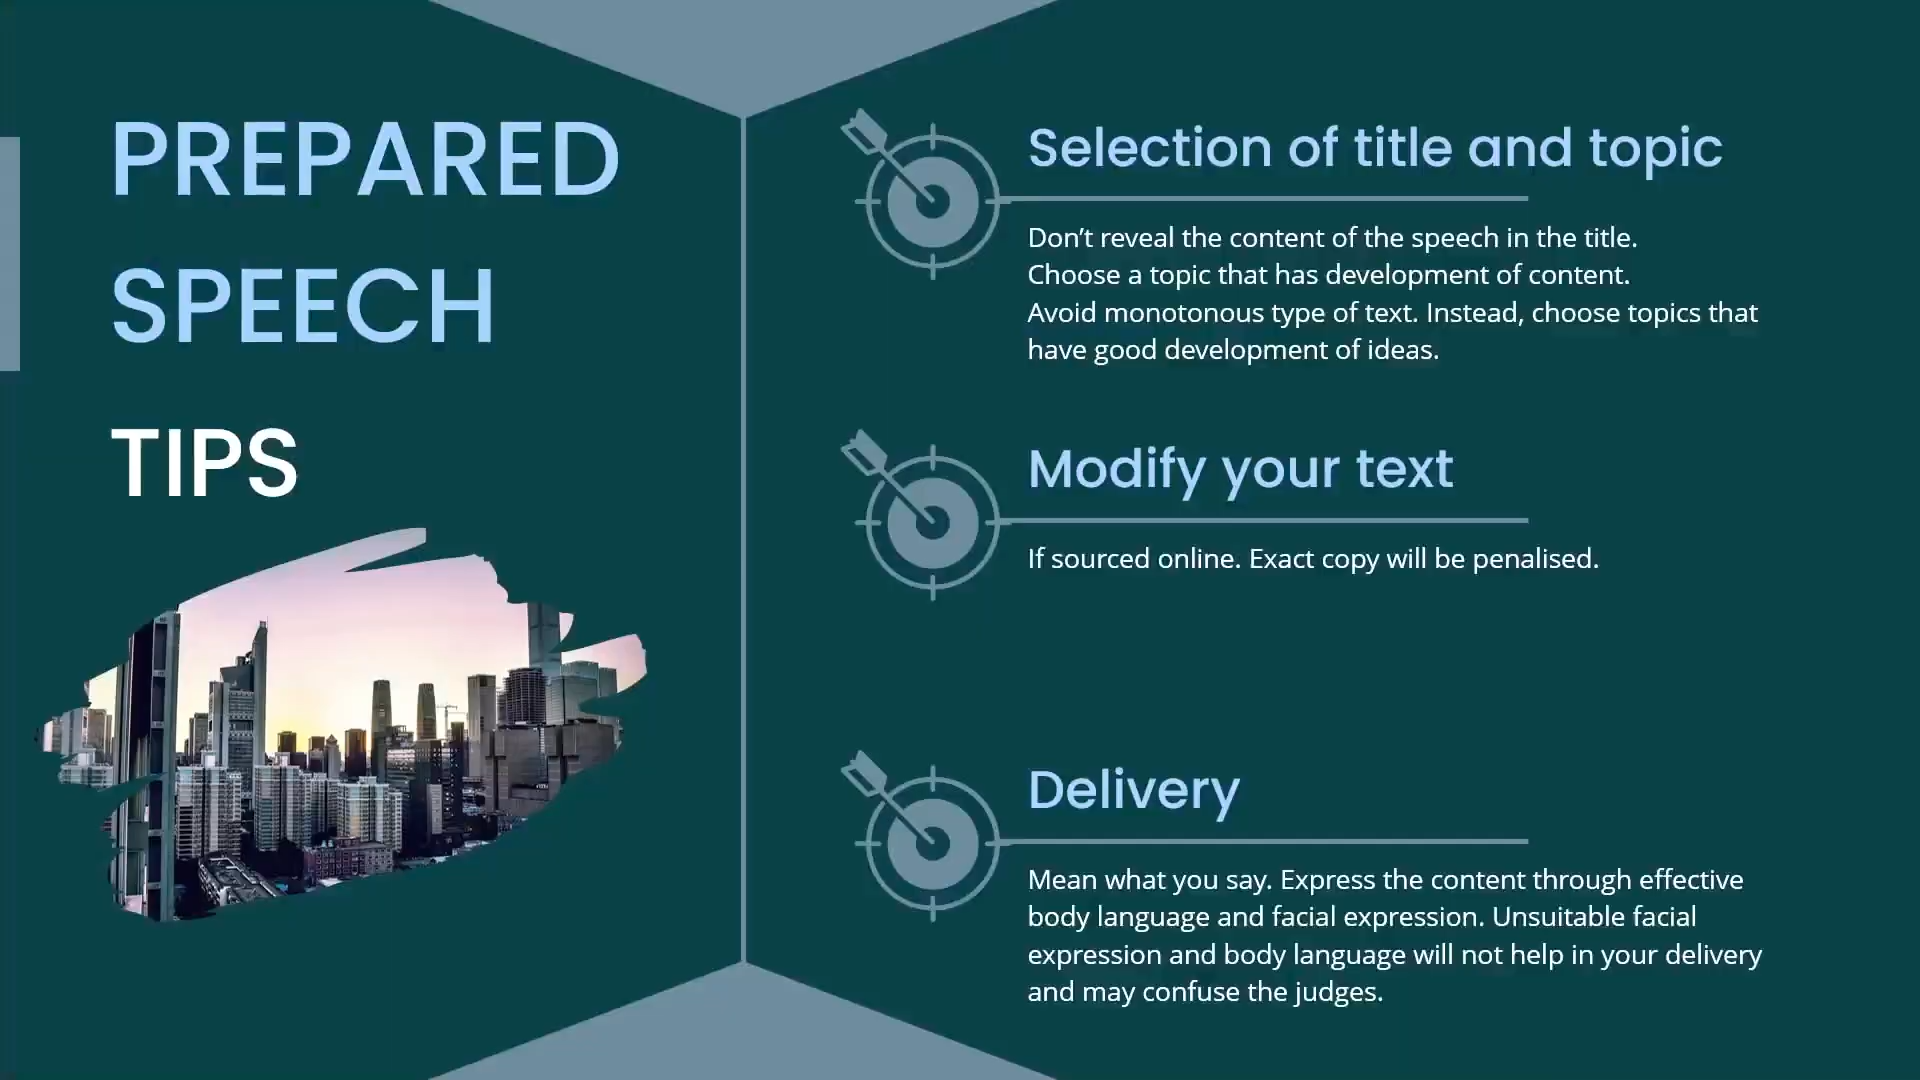 PREPARED
SPEECH
TIPS
Selection of title and topic
Don’t reveal the content of the speech in the title.
Choose a topic that has development of content.
Avoid monotonous type of text. Instead, choose topics that
have good development of ideas.
Modify your text
If sourced online. Exact copy will be penalised.
Delivery
Mean what you say. Express the content through effective
body language and facial expression. Unsuitable facial
expression and body language will not help in your delivery
and may confuse the judges.